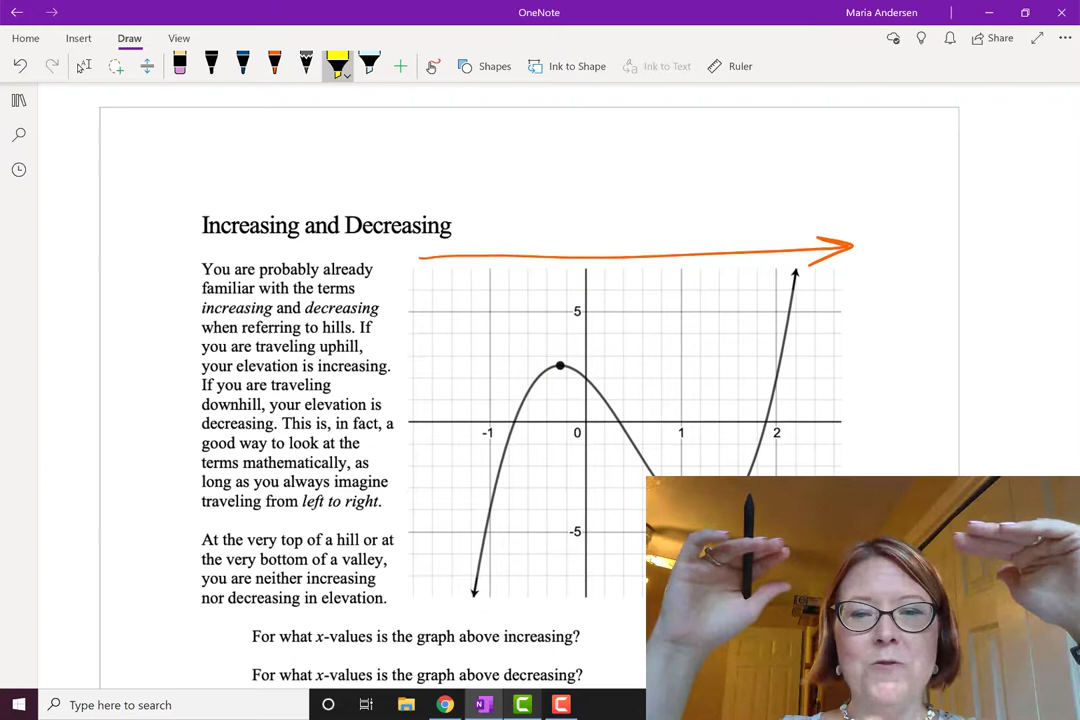 OneNote
Maria Andersen
Home Insert Draw View
Share
Shapes Ink to Shape Ink to Text Ruler
Increasing and Decreasing
You are probably already
familiar with the terms
increasing and decreasing
when referring to hills. If
you are traveling uphill,
your elevation is increasing.
If you are traveling
downhill, your elevation is
decreasing. This is, in fact, a
good way to look at the
terms mathematically, as
long as you always imagine
traveling from left to right.
At the very top of a hill or at
the very bottom of a valley,
you are neither increasing
nor decreasing in elevation.
5
-1 0 1 2
-5
For what x-values is the graph above increasing?
For what x-values is the graph above decreasing?
Type here to search